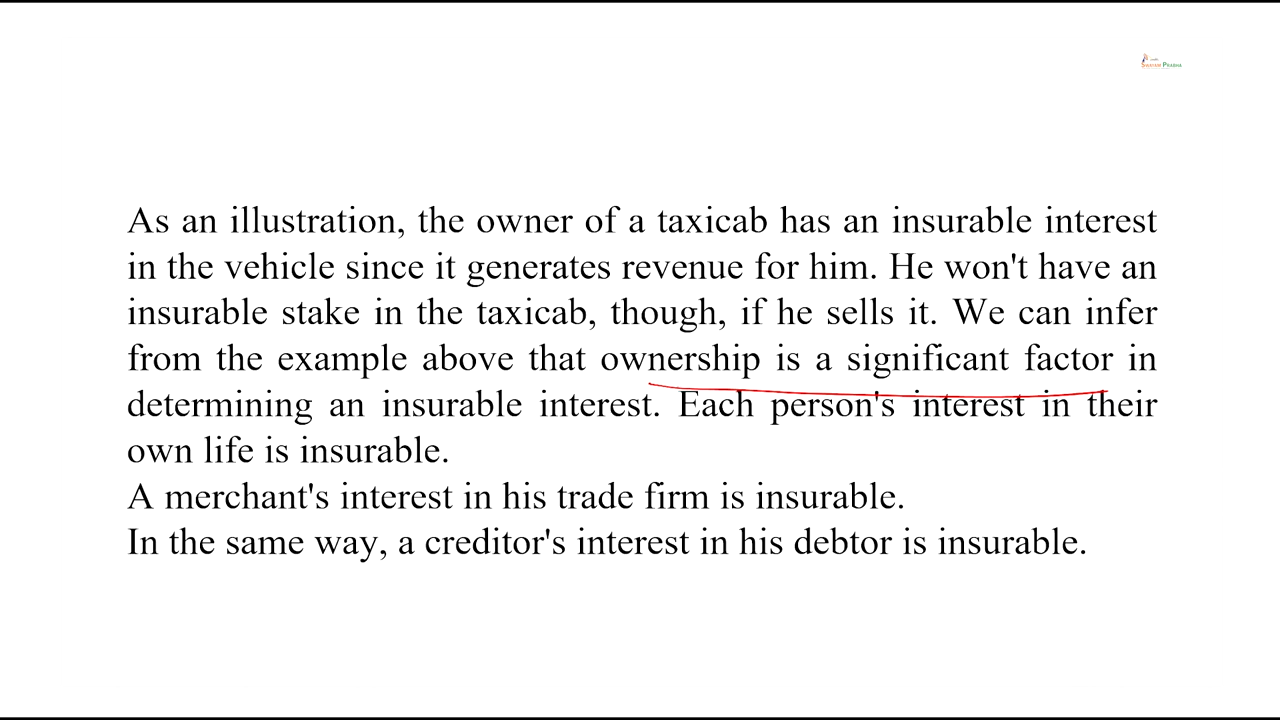 Swayam Prabha
As an illustration, the owner of a taxicab has an insurable interest
in the vehicle since it generates revenue for him. He won't have an
insurable stake in the taxicab, though, if he sells it. We can infer
from the example above that ownership is a significant factor in
determining an insurable interest. Each person's interest in their
own life is insurable.
A merchant's interest in his trade firm is insurable.
In the same way, a creditor's interest in his debtor is insurable.